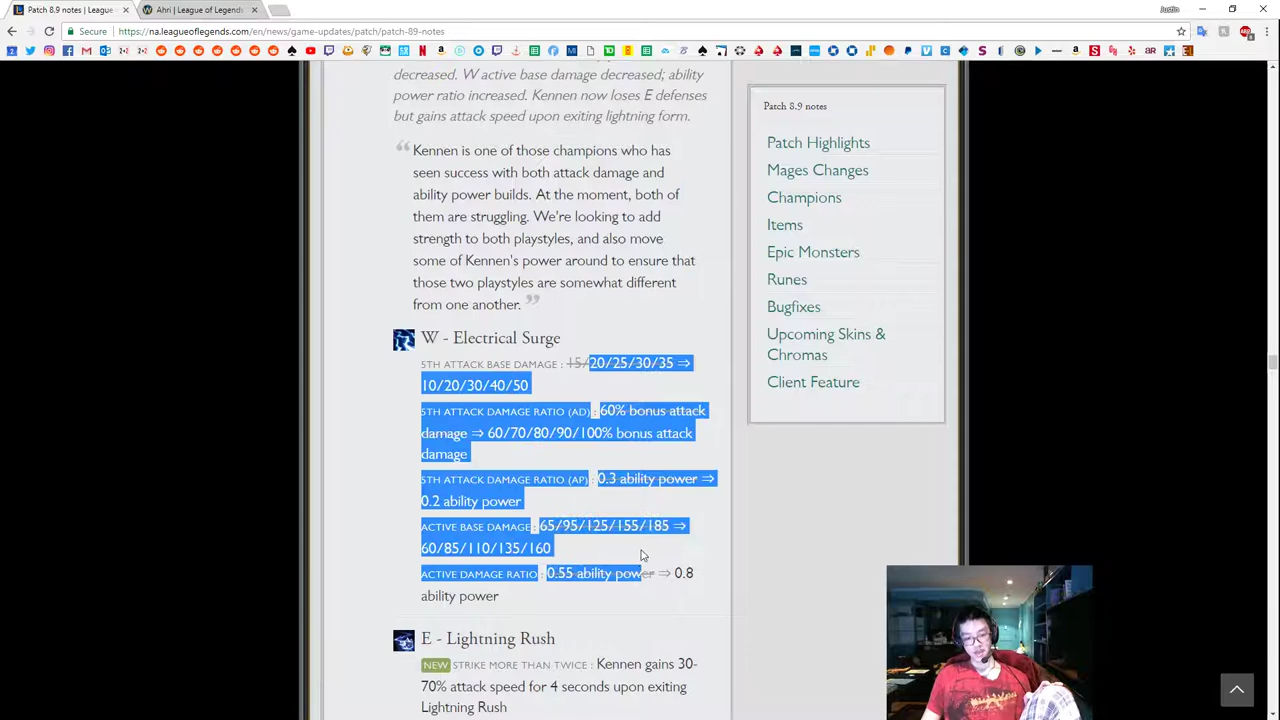 Patch 8.9 notes | League
Ahri | League of Legends
Justin
Secure
https://na.leagueoflegends.com/en/news/game-updates/patch/patch-89-notes
decreased. W active base damage decreased; ability
power ratio increased. Kennen now loses E defenses
but gains attack speed upon exiting lightning form.
“ Kennen is one of those champions who has
seen success with both attack damage and
ability power builds. At the moment, both of
them are struggling. We're looking to add
strength to both playstyles, and also move
some of Kennen's power around to ensure that
those two playstyles are somewhat different
from one another. ”
W - Electrical Surge
5TH ATTACK BASE DAMAGE : 15/20/25/30/35 ⇒
10/20/30/40/50
5TH ATTACK DAMAGE RATIO (AD) : 60% bonus attack
damage ⇒ 60/70/80/90/100% bonus attack
damage
5TH ATTACK DAMAGE RATIO (AP) : 0.3 ability power ⇒
0.2 ability power
ACTIVE BASE DAMAGE : 65/95/125/155/185 ⇒
60/85/110/135/160
ACTIVE DAMAGE RATIO : 0.55 ability power ⇒ 0.8
ability power
E - Lightning Rush
NEW STRIKE MORE THAN TWICE : Kennen gains 30-
70% attack speed for 4 seconds upon exiting
Lightning Rush
Patch 8.9 notes
Patch Highlights
Mages Changes
Champions
Items
Epic Monsters
Runes
Bugfixes
Upcoming Skins &
Chromas
Client Feature